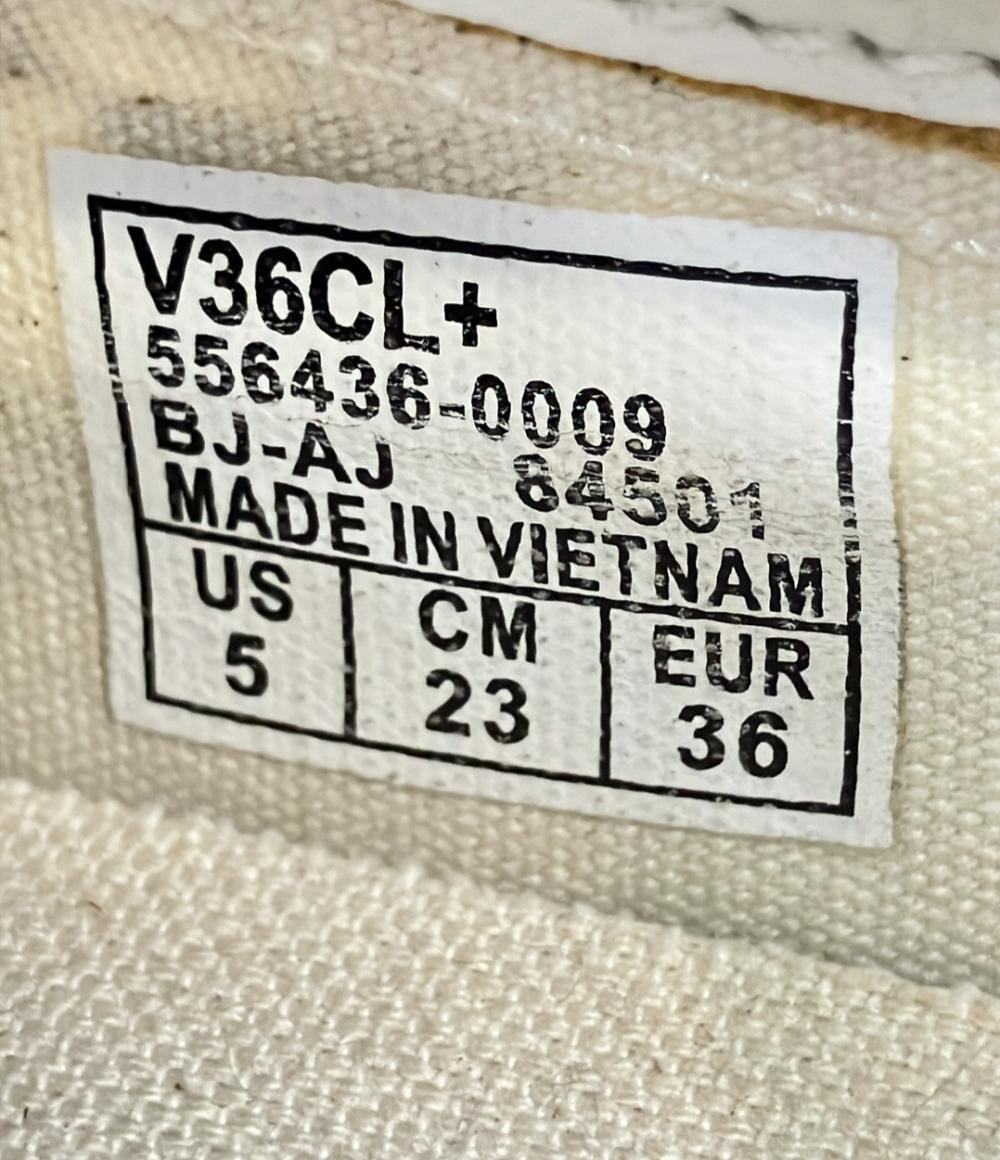 V36CL+
556436-0009
BJ-AJ 84501
MADE IN VIETNAM
US CM EUR
5 23 36